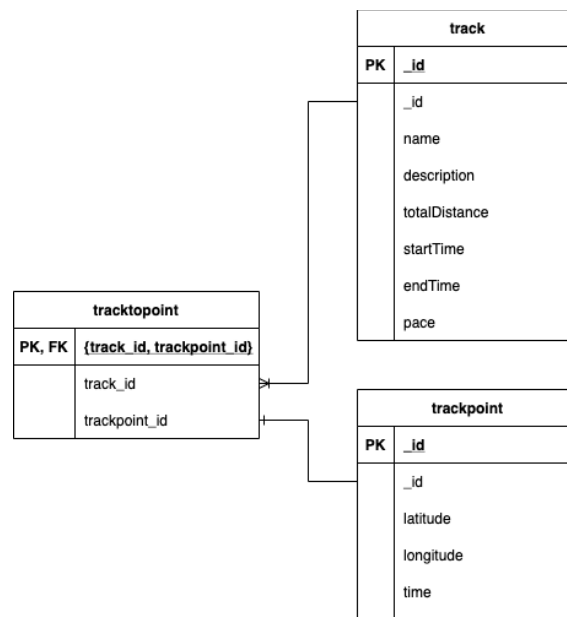 track
PK _id
_id
name
description
totalDistance
startTime
endTime
pace
tracktopoint
PK, FK {track_id, trackpoint_id}
track_id
trackpoint_id
trackpoint
PK _id
_id
latitude
longitude
time